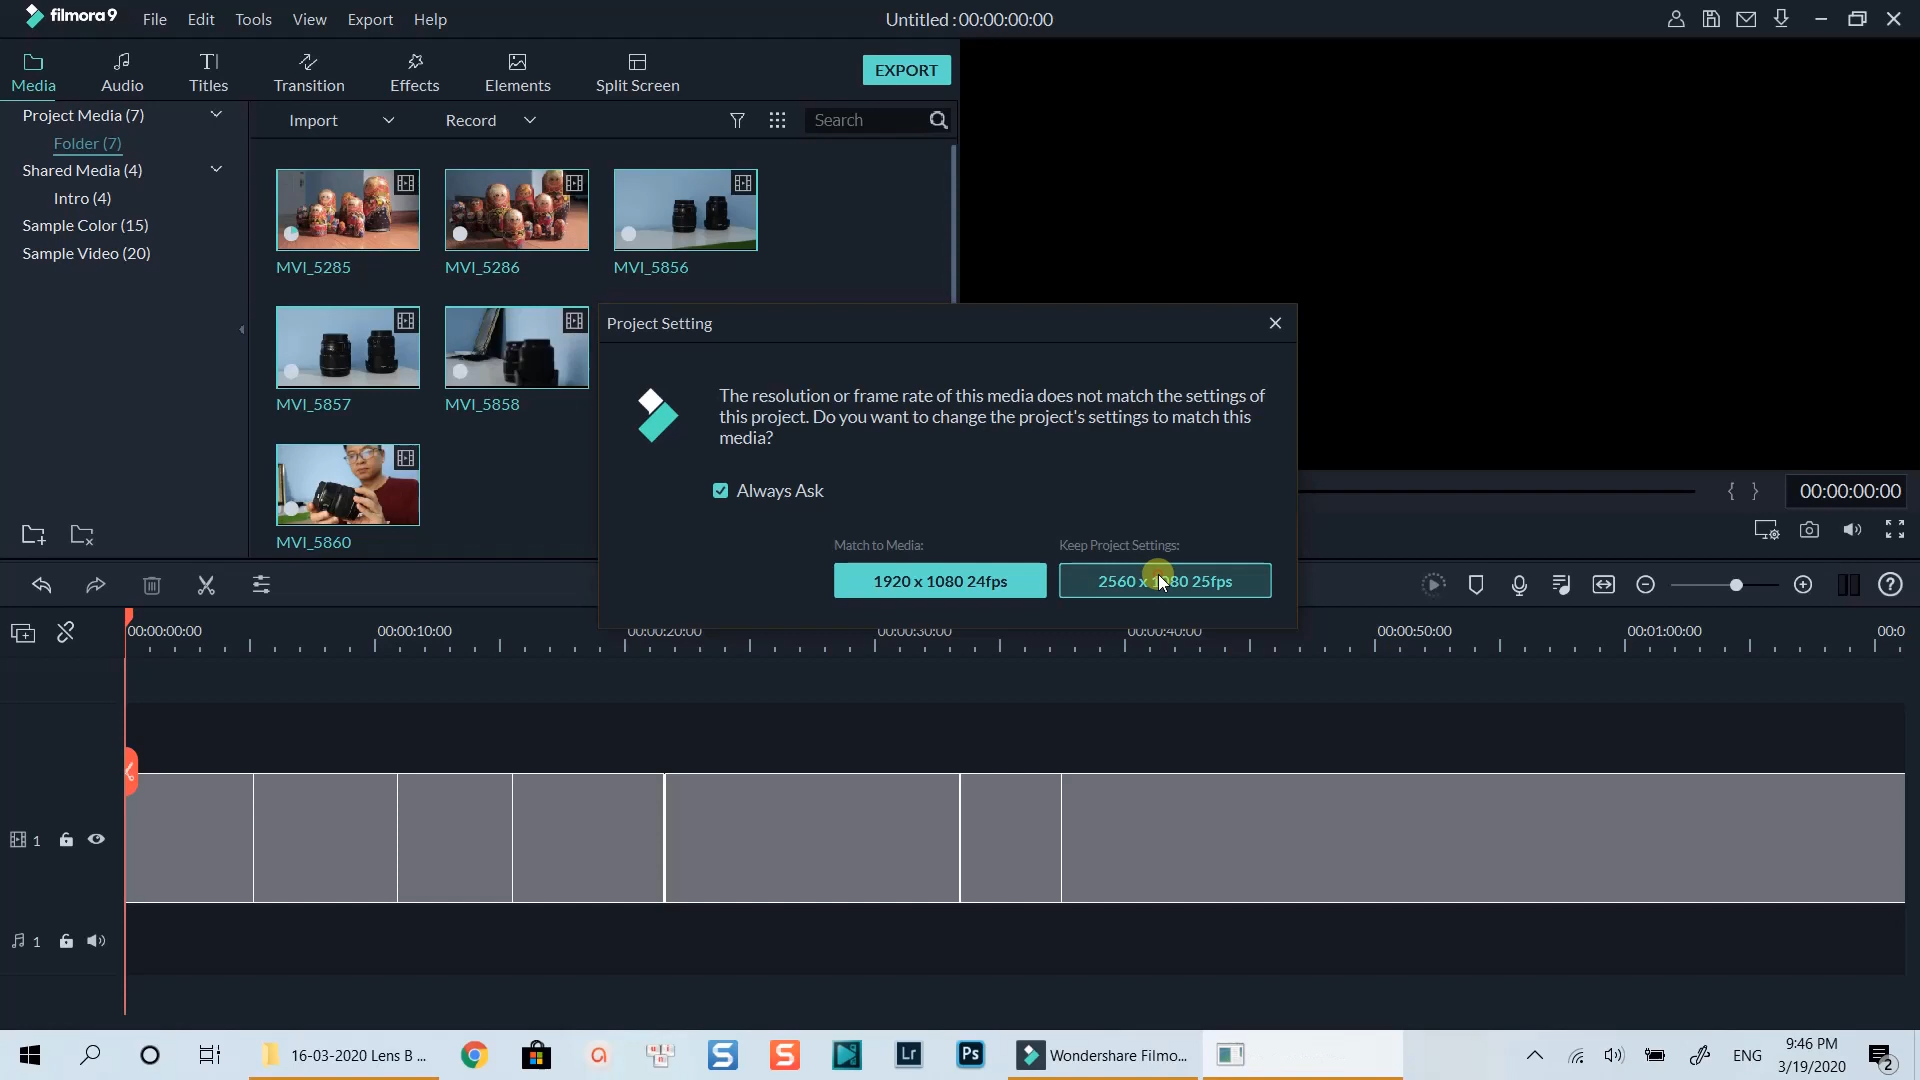 filmora9
File Edit Tools View Export Help
Untitled : 00:00:00:00
Media Audio Titles Transition Effects Elements Split Screen
EXPORT
Project Media (7)
Folder (7)
Shared Media (4)
Intro (4)
Sample Color (15)
Sample Video (20)
Import Record Search
MVI_5285 MVI_5286 MVI_5856
MVI_5857 MVI_5858
MVI_5860
Project Setting
The resolution or frame rate of this media does not match the settings of
this project. Do you want to change the project's settings to match this
media?
Always Ask
Match to Media: Keep Project Settings:
1920 x 1080 24fps 2560 x 1080 25fps
00:00:00:00
00:00:00:00 00:00:10:00 00:00:20:00 00:00:30:00 00:00:40:00 00:00:50:00 00:01:00:00 00:0
1
1
16-03-2020 Lens B ...
Lr
Ps
Wondershare Filmo...
ENG
9:46 PM
3/19/2020
2